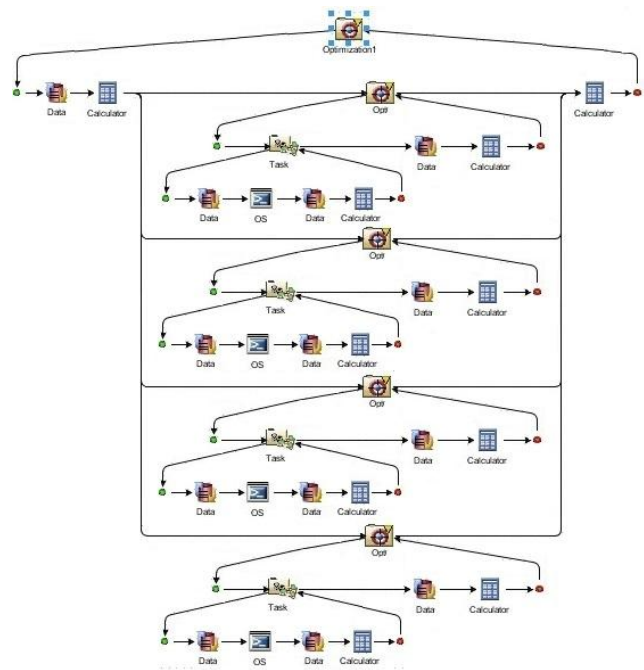 Optimization1
Data Calculator Opt Calculator
Task Data Calculator
Data OS Data Calculator
Opt
Task Data Calculator
Data OS Data Calculator
Opt
Task Data Calculator
Data OS Data Calculator
Opt
Task Data Calculator
Data OS Data Calculator